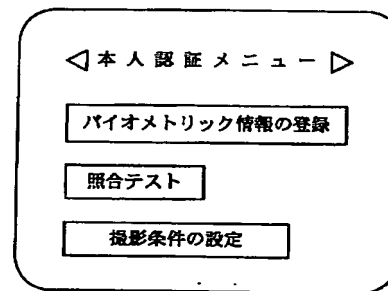 ◁本人認証メニュー▷
バイオメトリック情報の登録
照合テスト
撮影条件の設定